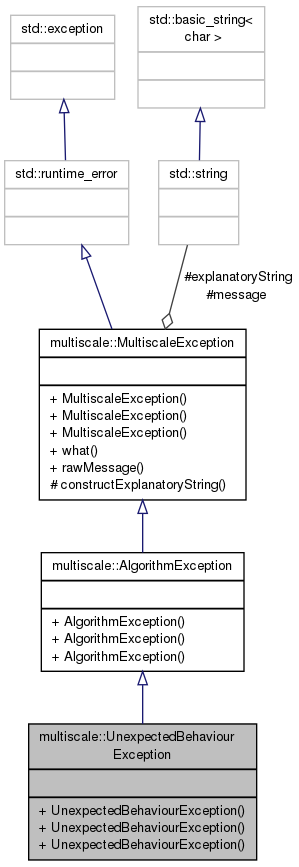 std::exception
std::basic_string<
char >
std::runtime_error
std::string
#explanatoryString
#message
multiscale::MultiscaleException
+ MultiscaleException()
+ MultiscaleException()
+ MultiscaleException()
+ what()
+ rawMessage()
# constructExplanatoryString()
multiscale::AlgorithmException
+ AlgorithmException()
+ AlgorithmException()
+ AlgorithmException()
multiscale::UnexpectedBehaviour
Exception
+ UnexpectedBehaviourException()
+ UnexpectedBehaviourException()
+ UnexpectedBehaviourException()